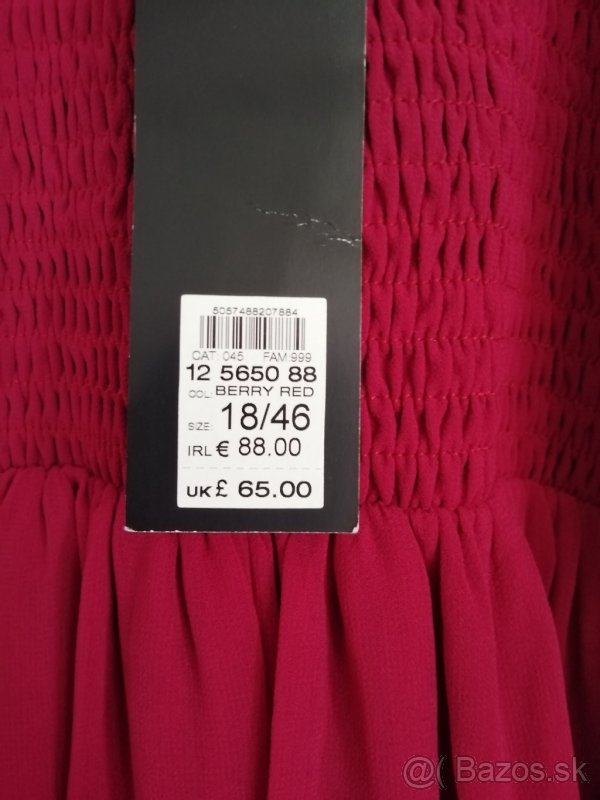 5057488207884
CAT: 045 FAM:999
12 5650 88
COL: BERRY RED
SIZE: 18/46
IRL € 88.00
UK £ 65.00
@( Bazos.sk